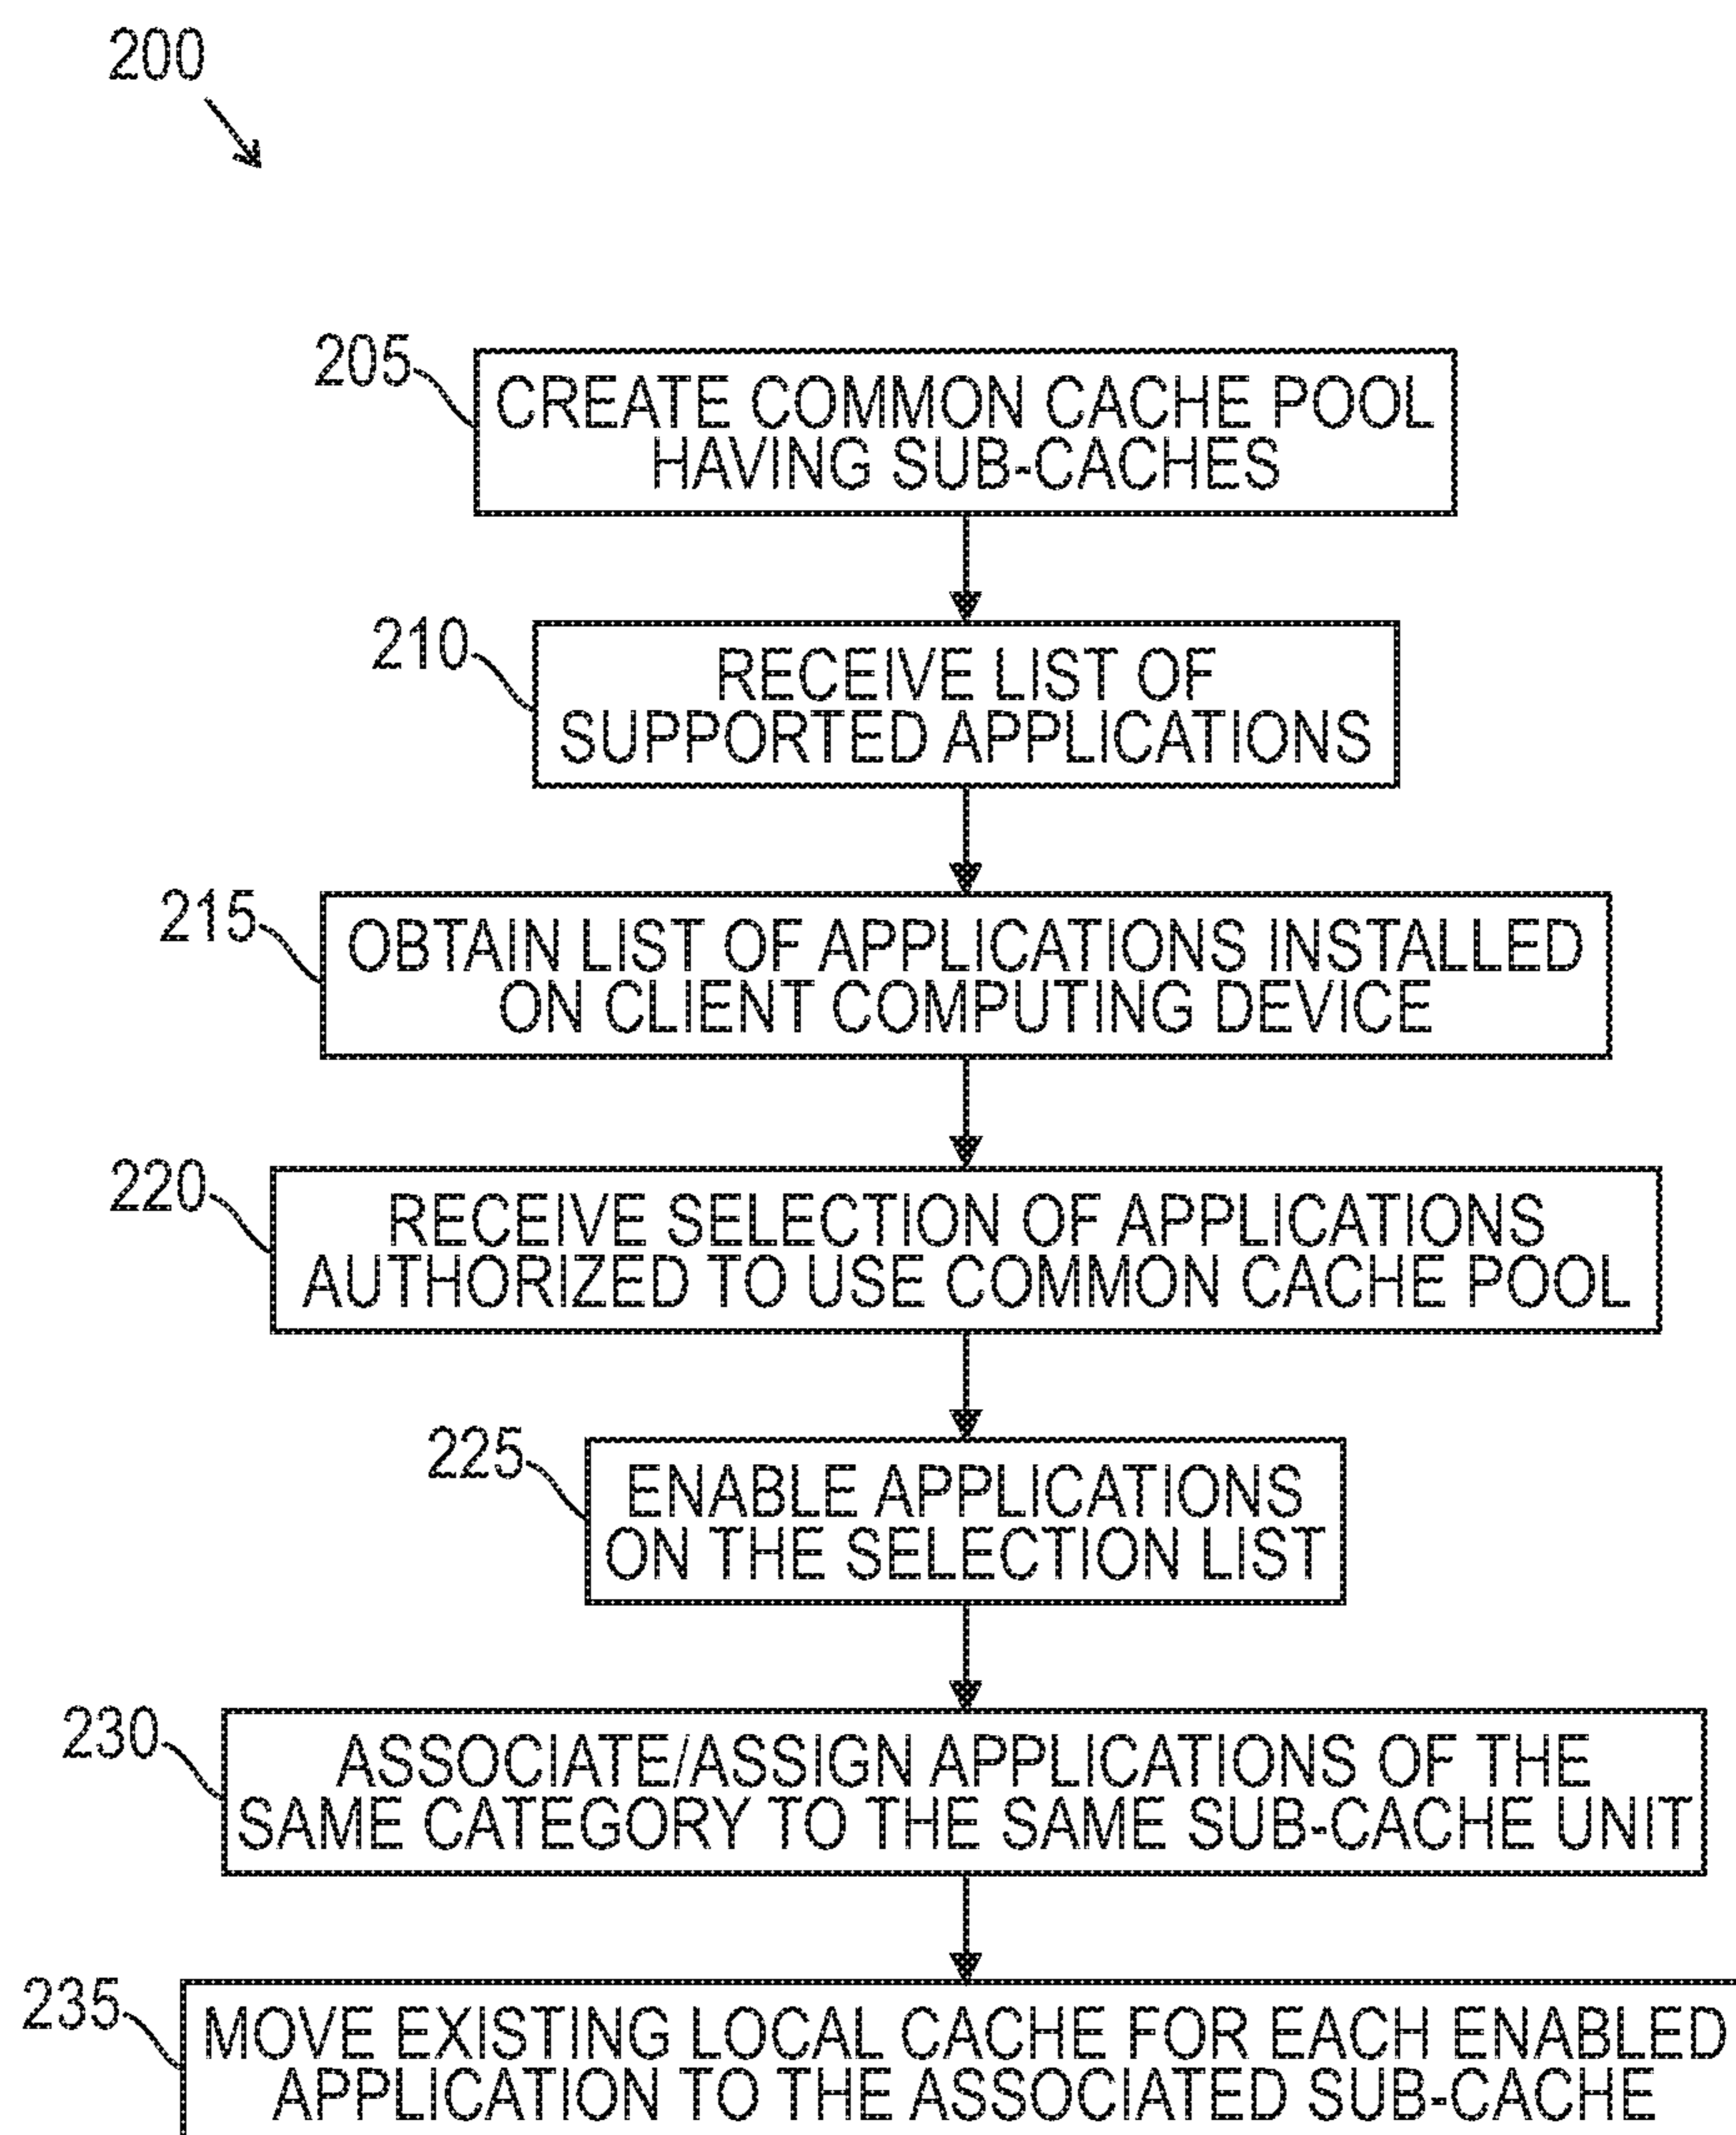 200
205
CREATE COMMON CACHE POOL
HAVING SUB-CACHES
210
RECEIVE LIST OF
SUPPORTED APPLICATIONS
215
OBTAIN LIST OF APPLICATIONS INSTALLED
ON CLIENT COMPUTING DEVICE
220
RECEIVE SELECTION OF APPLICATIONS
AUTHORIZED TO USE COMMON CACHE POOL
225
ENABLE APPLICATIONS
ON THE SELECTION LIST
230
ASSOCIATE/ASSIGN APPLICATIONS OF THE
SAME CATEGORY TO THE SAME SUB-CACHE UNIT
235
MOVE EXISTING LOCAL CACHE FOR EACH ENABLED
APPLICATION TO THE ASSOCIATED SUB-CACHE